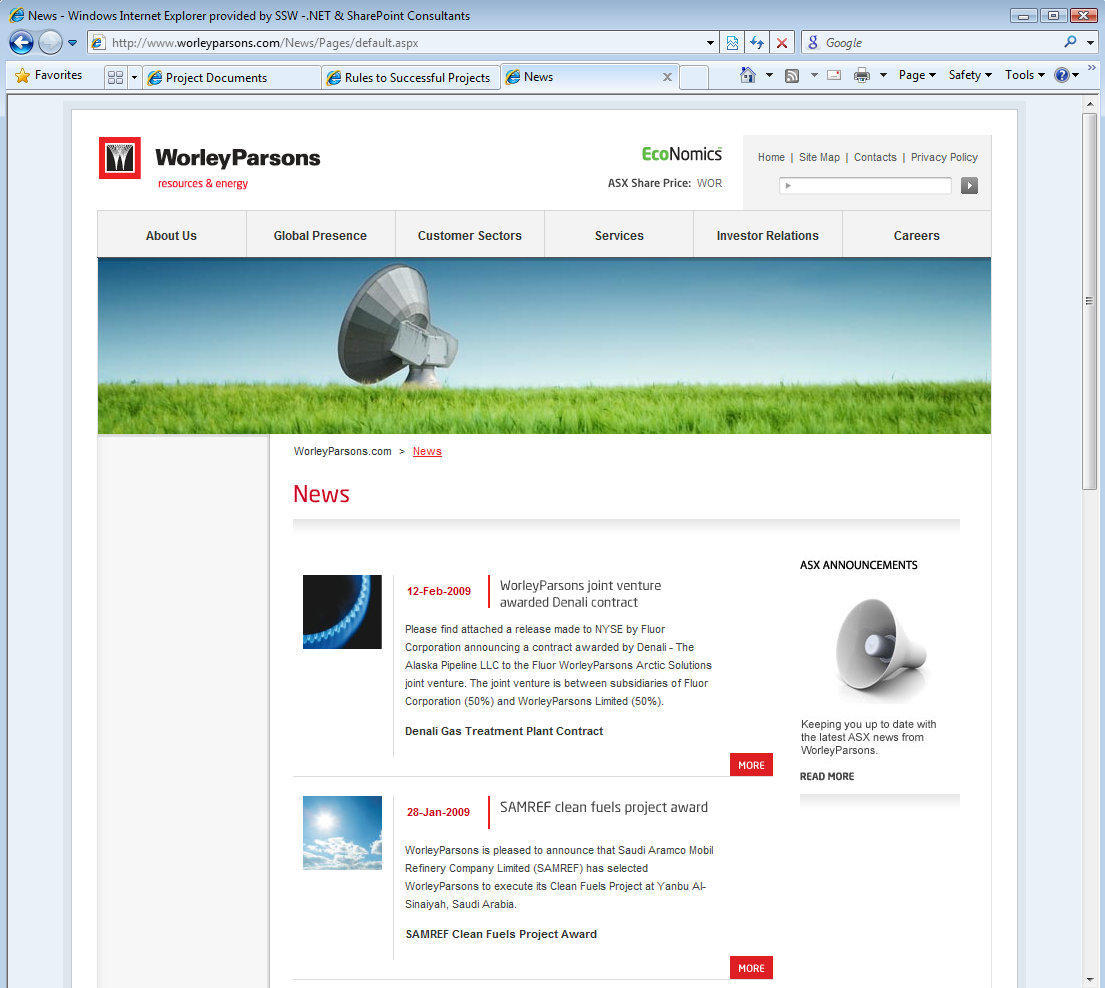 News - Windows Internet Explorer provided by SSW -.NET & SharePoint Consultants
http://www.worleyparsons.com/News/Pages/default.aspx
Google
Favorites
Project Documents
Rules to Successful Projects
News
Page
Safety
Tools
WorleyParsons
resources & energy
EcoNomics
ASX Share Price: WOR
Home | Site Map | Contacts | Privacy Policy
About Us
Global Presence
Customer Sectors
Services
Investor Relations
Careers
WorleyParsons.com > News
News
12-Feb-2009
WorleyParsons joint venture
awarded Denali contract
Please find attached a release made to NYSE by Fluor
Corporation announcing a contract awarded by Denali - The
Alaska Pipeline LLC to the Fluor WorleyParsons Arctic Solutions
joint venture. The joint venture is between subsidiaries of Fluor
Corporation (50%) and WorleyParsons Limited (50%).
Denali Gas Treatment Plant Contract
MORE
28-Jan-2009
SAMREF clean fuels project award
WorleyParsons is pleased to announce that Saudi Aramco Mobil
Refinery Company Limited (SAMREF) has selected
WorleyParsons to execute its Clean Fuels Project at Yanbu Al-
Sinaiyah, Saudi Arabia.
SAMREF Clean Fuels Project Award
MORE
ASX ANNOUNCEMENTS
Keeping you up to date with
the latest ASX news from
WorleyParsons.
READ MORE